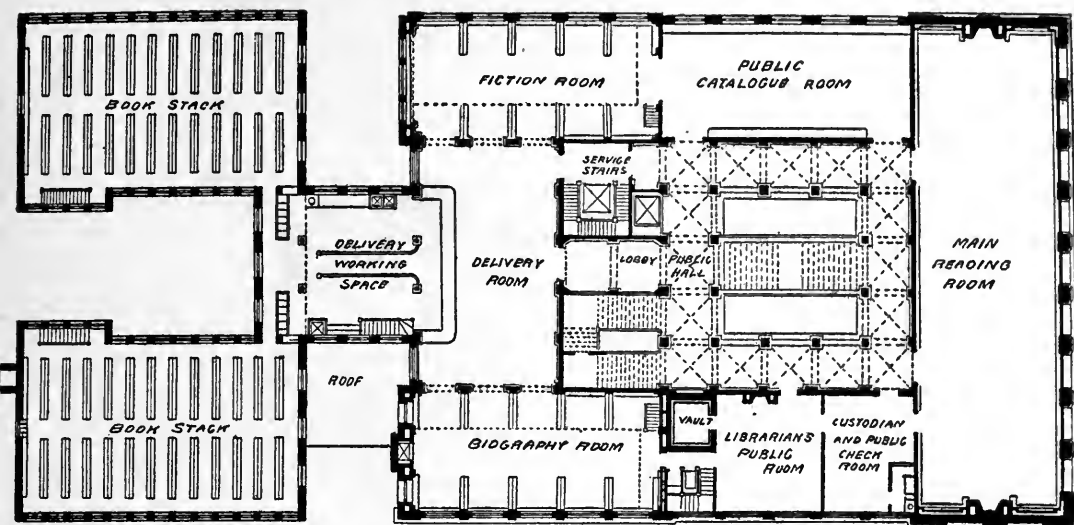 BOOK STACK
FICTION ROOM
PUBLIC
CATALOGUE ROOM
SERVICE
STAIRS
DELIVERY
WORKING
SPACE
DELIVERY
ROOM
LOBBY
PUBLIC
HALL
MAIN
READING
ROOM
ROOF
BOOK STACK
BIOGRAPHY ROOM
VAULT
LIBRARIAN'S
PUBLIC
ROOM
CUSTODIAN
AND PUBLIC
CHECK
ROOM